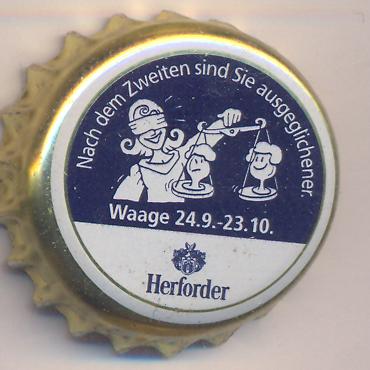 Nach dem Zweiten sind Sie ausgeglichener.
Waage 24.9.-23.10.
Herforder